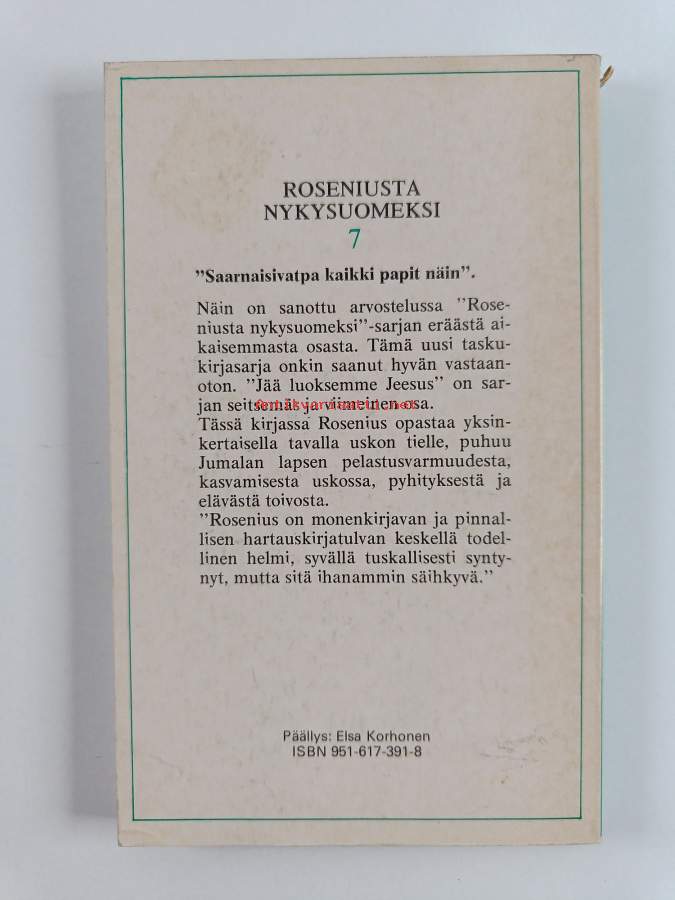 ROSENIUSTA
NYKYSUOMEKSI
7
”Saarnaisivatpa kaikki papit näin”.
Näin on sanottu arvostelussa ”Rose-
niusta nykysuomeksi”-sarjan eräästä ai-
kaisemmasta osasta. Tämä uusi tasku-
kirjasarja onkin saanut hyvän vastaan-
oton. ”Jää luoksemme Jeesus” on sar-
jan seitsemäs ja viimeinen osa.
Antikvariaatti.net
Tässä kirjassa Rosenius opastaa yksin-
kertaisella tavalla uskon tielle, puhuu
Jumalan lapsen pelastusvarmuudesta,
kasvamisesta uskossa, pyhityksestä ja
elävästä toivosta.
”Rosenius on monenkirjavan ja pinnal-
lisen hartauskirjatulvan keskellä todel-
linen helmi, syvällä tuskallisesti synty-
nyt, mutta sitä ihanammin säihkyvä.”
Päällys: Elsa Korhonen
ISBN 951-617-391-8